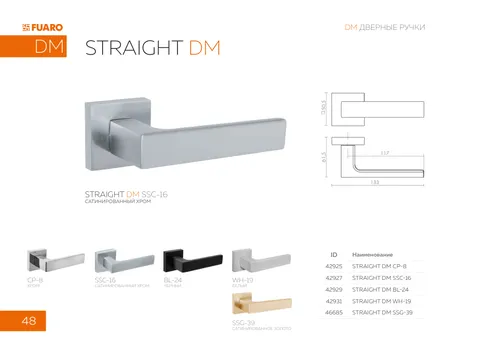 FUARO
DM
STRAIGHT DM
DM ДВЕРНЫЕ РУЧКИ
STRAIGHT DM SSC-16
САТИНИРОВАННЫЙ ХРОМ
CP-8
ХРОМ
SSC-16
САТИНИРОВАННЫЙ ХРОМ
BL-24
ЧЕРНЫЙ
WH-19
БЕЛЫЙ
SSG-39
САТИНИРОВАННОЕ ЗОЛОТО
ID Наименование
42925 STRAIGHT DM CP-8
42927 STRAIGHT DM SSC-16
42929 STRAIGHT DM BL-24
42931 STRAIGHT DM WH-19
46685 STRAIGHT DM SSG-39
48